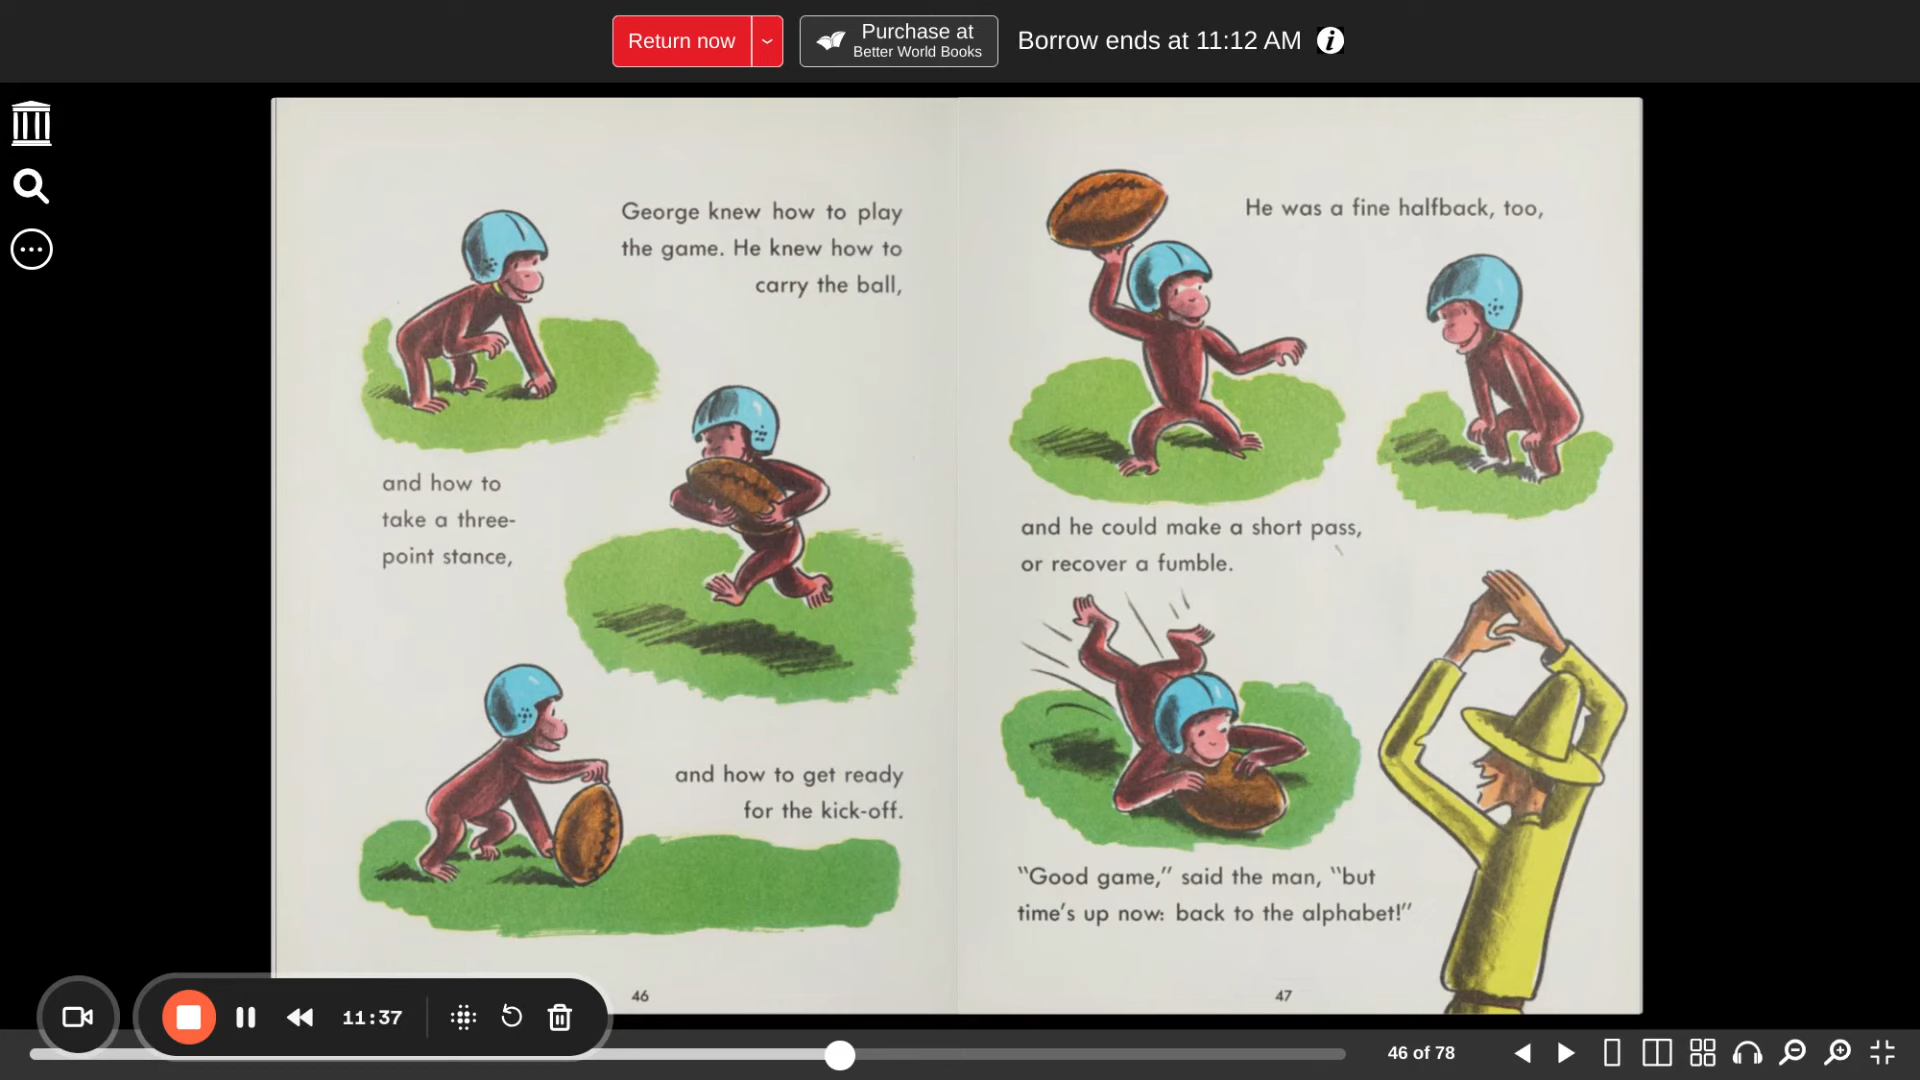 Return now
Purchase at
Better World Books
Borrow ends at 11:12 AM
George knew how to play
the game. He knew how to
carry the ball,
and how to
take a three-
point stance,
and how to get ready
for the kick-off.
46
He was a fine halfback, too,
and he could make a short pass,
or recover a fumble.
“Good game,” said the man, “but
time’s up now: back to the alphabet!”
47
11:37
46 of 78